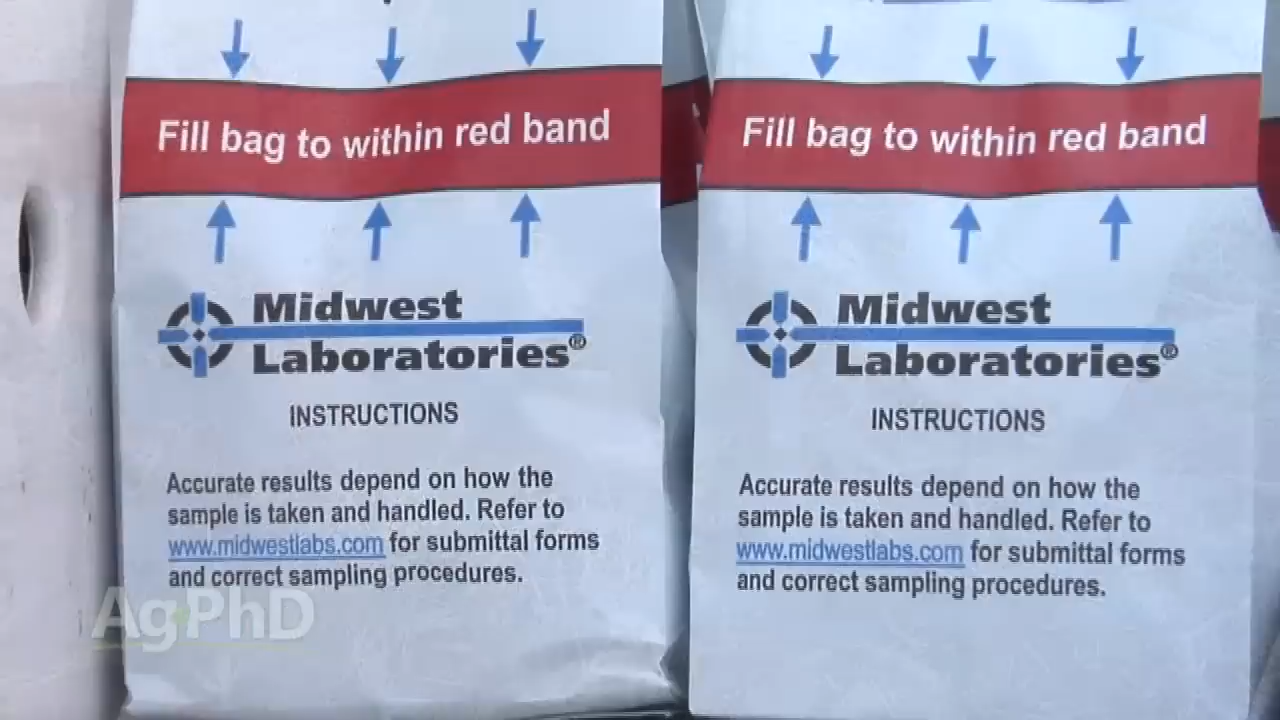 Fill bag to within red band
Midwest
Laboratories®
INSTRUCTIONS
Accurate results depend on how the
sample is taken and handled. Refer to
www.midwestlabs.com for submittal forms
and correct sampling procedures.
Fill bag to within red band
Midwest
Laboratories®
INSTRUCTIONS
Accurate results depend on how the
sample is taken and handled. Refer to
www.midwestlabs.com for submittal forms
and correct sampling procedures.
Ag PhD